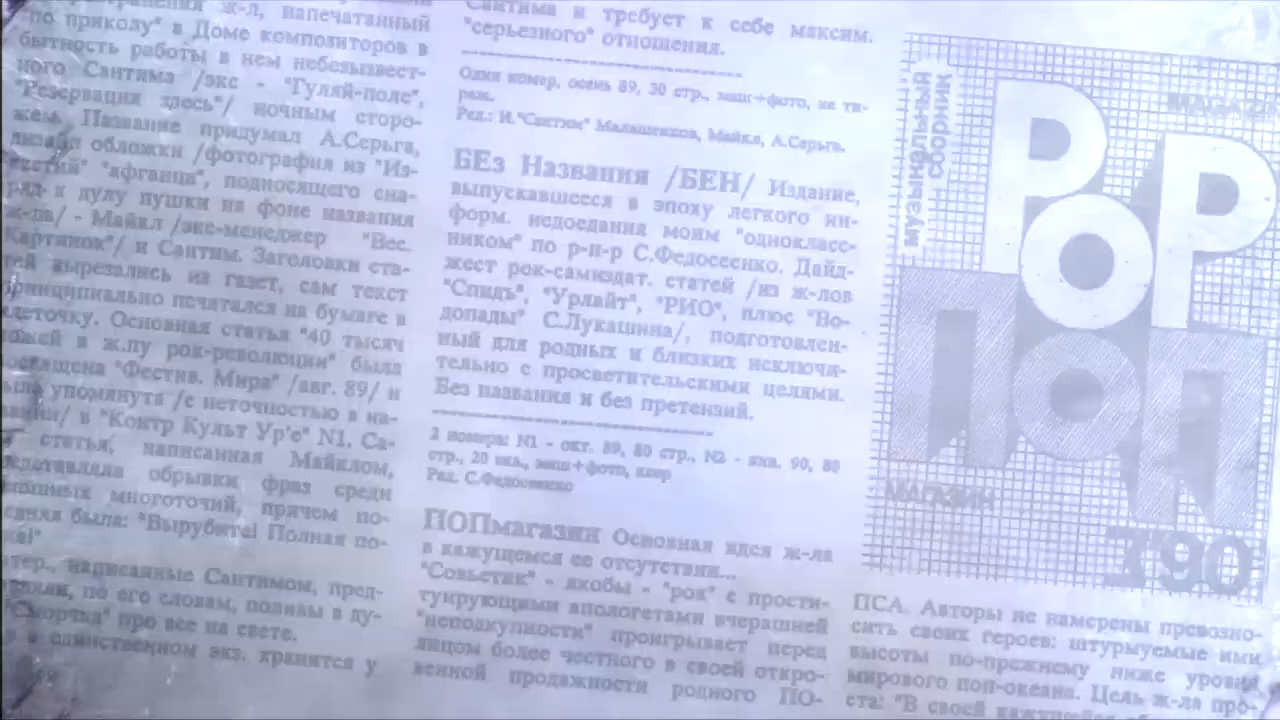 ж-л, напечатанный
"по приколу" в Доме композиторов в
бытность работы в нем небезызвест-
ного Сантима /экс - "Гуляй-поле",
"Резервация здесь"/ ночным сторо-
жем. Название придумал А.Серьга,
дизайн обложки /фотография из "Из-
вестий" "афганца", подносящего сна-
ряд к дулу пушки на фоне названия
ж-ла/ - Майкл /экс-менеджер "Вес.
Картинок"/ и Сантим. Заголовки ста-
тей вырезались из газет, сам текст
принципиально печатался на бумаге в
клеточку. Основная статья "40 тысяч
в ж.пу рок-революции" была
посвящена "Фестив. Мира" /авг. 89/ и
была упомянута /с неточностью в на-
звании/ в "Контр Культ Ур'е" N1. Са-
ма статья, написанная Майклом,
представляла обрывки фраз среди
многоточий, причем по-
следняя была: "Вырубите! Полная по-
написанные Сантимом, пред-
по его словам, поливы в ду-
"Сморчка" про все на свете.
в единственном экз. хранится у
Сантима и требует к себе максим.
"серьезного" отношения.
Один номер, осень 89, 30 стр., маш+фото, не ти-
раж.
Ред.: И."Сантим" Малашенков, Майкл, А.Серьга.
БЕз Названия /БЕН/ Издание,
выпускавшееся в эпоху легкого ин-
форм. недоедания моим "однокласс-
ником" по р-н-р С.Федосеенко. Дайд-
жест рок-самиздат. статей /из ж-лов
"Спидъ", "Урлайт", "РИО", плюс "Во-
допады" С.Лукашина/, подготовлен-
ный для родных и близких исключи-
тельно с просветительскими целями.
Без названия и без претензий.
2 номера: N1 - окт. 89, 80 стр., N2 - янв. 90, 80
стр., 20 экз., маш+фото, ксер
Ред. С.Федосеенко
ПОПмагазин Основная идея ж-ла
в кажущемся ее отсутствии...
"Совьетик" - якобы - "рок" с прости-
туирующими апологетами вчерашней
"неподкупности" проигрывает перед
лицом более честного в своей откро-
венной продажности родного ПО-
музыкальный
сборник
MAGAZIN
POP
ПОП
МАГАЗИН
3'90
ПСА. Авторы не намерены превозно-
сить своих героев: штурмуемые ими
высоты по-прежнему ниже уровня
мирового поп-океана. Цель ж-ла про-
ста: "В своей кажущейся